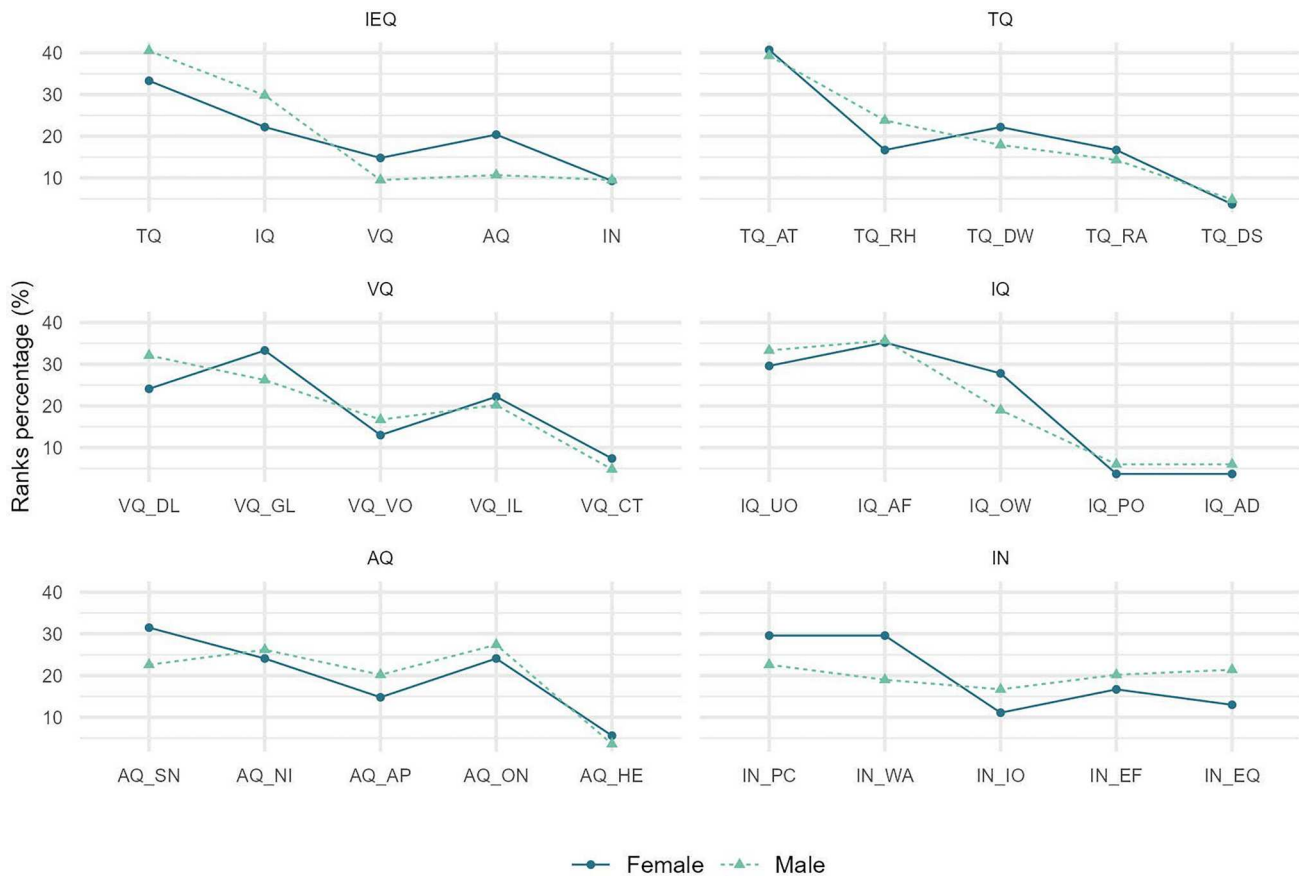 IEQ
TQ
40
30
20
10
TQ IQ VQ AQ IN
TQ_AT TQ_RH TQ_DW TQ_RA TQ_DS
Ranks percentage (%)
VQ
IQ
40
30
20
10
VQ_DL VQ_GL VQ_VO VQ_IL VQ_CT
IQ_UO IQ_AF IQ_OW IQ_PO IQ_AD
AQ
IN
40
30
20
10
AQ_SN AQ_NI AQ_AP AQ_ON AQ_HE
IN_PC IN_WA IN_IO IN_EF IN_EQ
Female Male